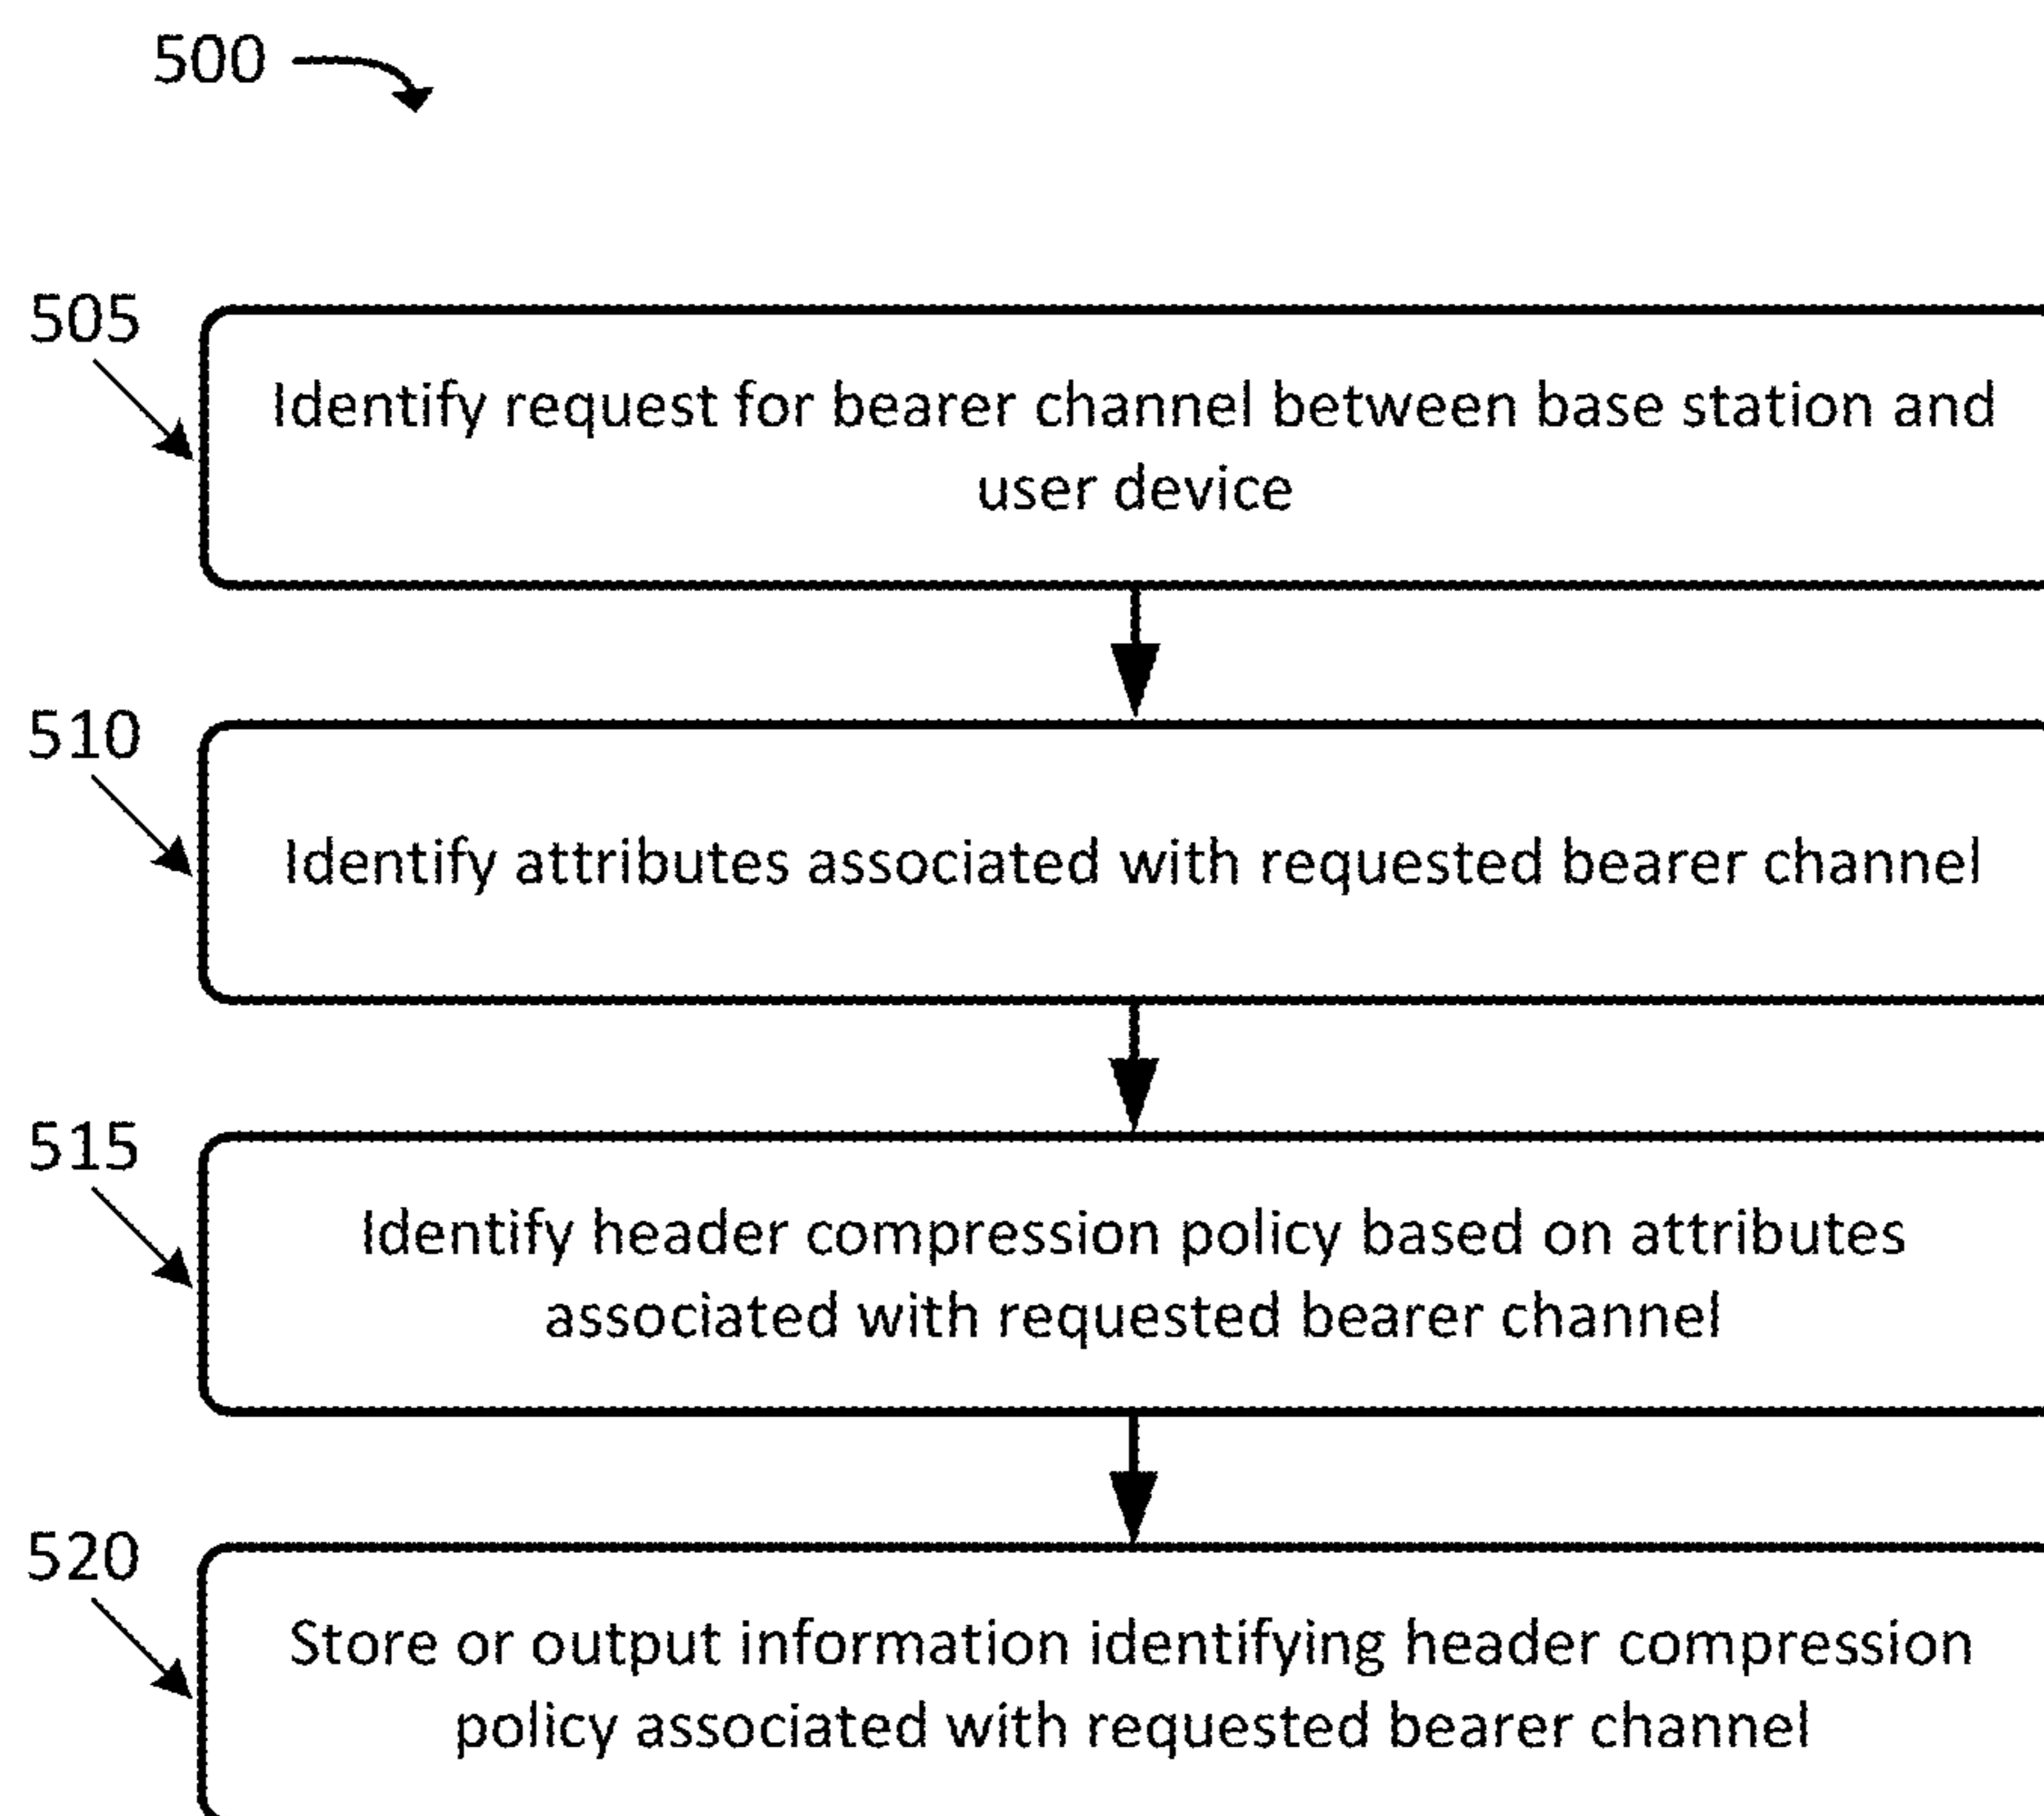 500
505
Identify request for bearer channel between base station and
user device
510
Identify attributes associated with requested bearer channel
515
Identify header compression policy based on attributes
associated with requested bearer channel
520
Store or output information identifying header compression
policy associated with requested bearer channel